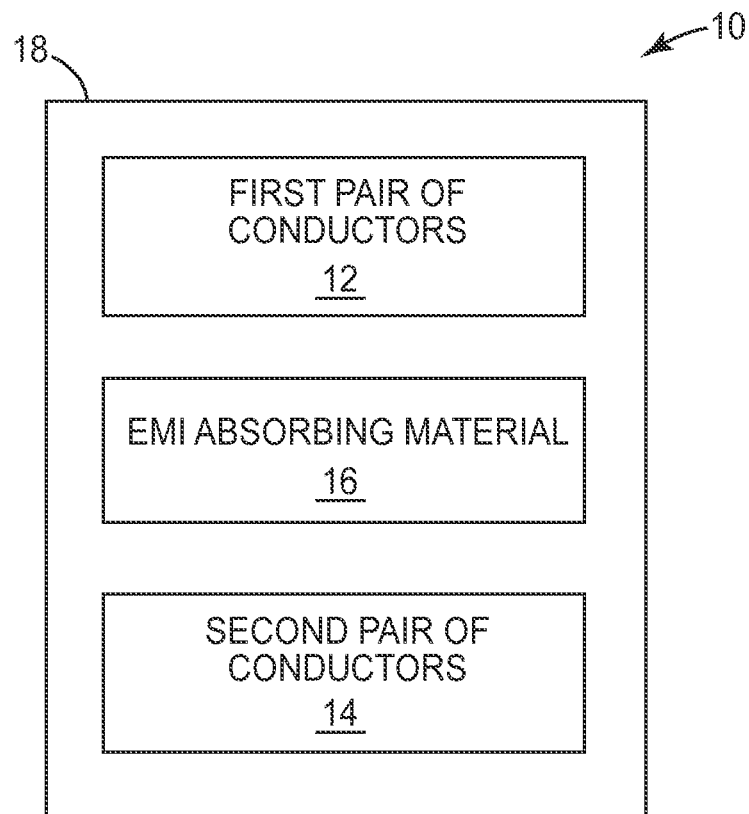 10
18
FIRST PAIR OF
CONDUCTORS
12
EMI ABSORBING MATERIAL
16
SECOND PAIR OF
CONDUCTORS
14